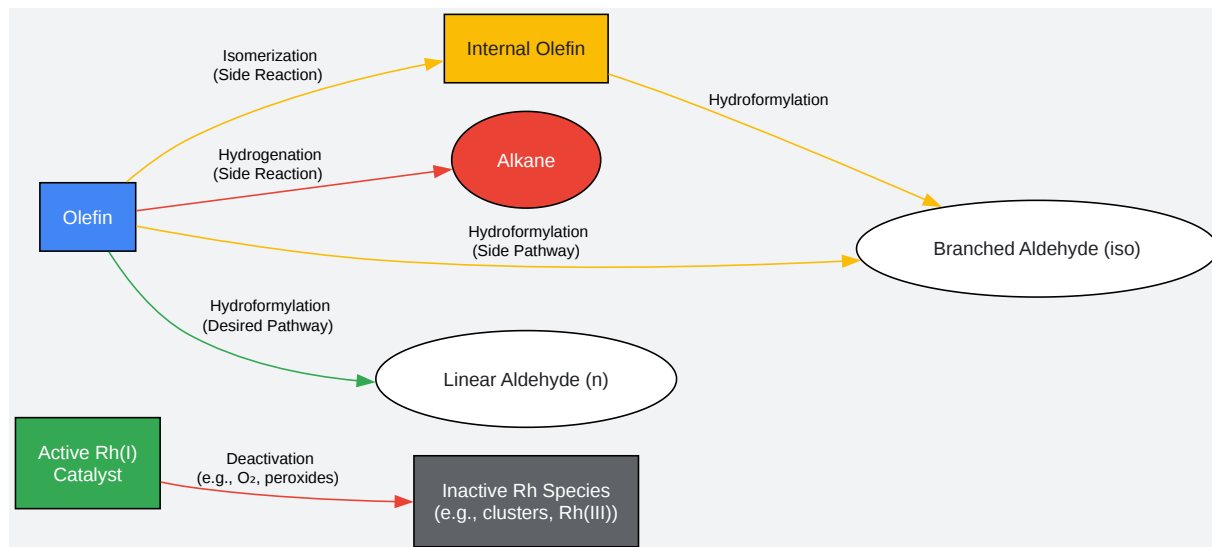 Isomerization
(Side Reaction)
Internal Olefin
Hydroformylation
Hydrogenation
(Side Reaction)
Alkane
Olefin
Hydroformylation
(Side Pathway)
Branched Aldehyde (iso)
Hydroformylation
(Desired Pathway)
Linear Aldehyde (n)
Active Rh(I)
Catalyst
Deactivation
(e.g., O₂, peroxides)
Inactive Rh Species
(e.g., clusters, Rh(III))